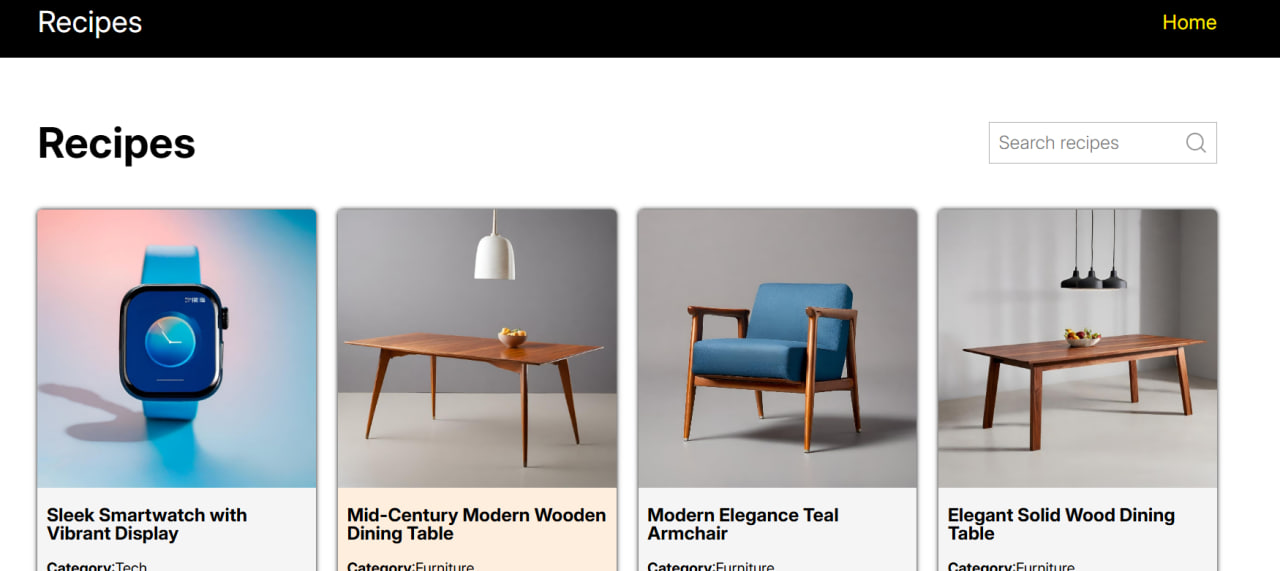 Recipes
Home
Recipes
Search recipes
Sleek Smartwatch with
Vibrant Display
Category:Tech
Mid-Century Modern Wooden
Dining Table
Category:Furniture
Modern Elegance Teal
Armchair
Category:Furniture
Elegant Solid Wood Dining
Table
Category:Furniture